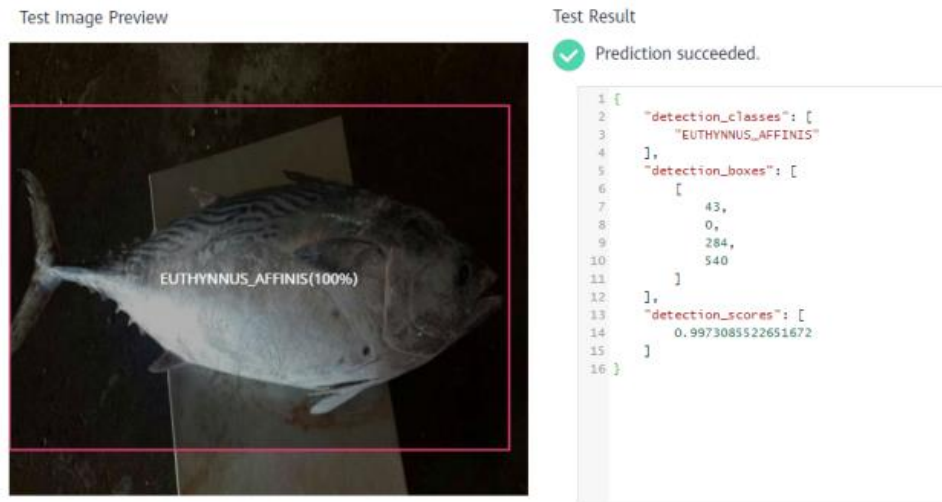 Test Image Preview
EUTHYNNUS_AFFINIS(100%)
Test Result
Prediction succeeded.
1 {
2 "detection_classes": [
3 "EUTHYNNUS_AFFINIS"
4 ],
5 "detection_boxes": [
6 [
7 43,
8 0,
9 284,
10 540
11 ]
12 ],
13 "detection_scores": [
14 0.9973085522651672
15 ]
16 }